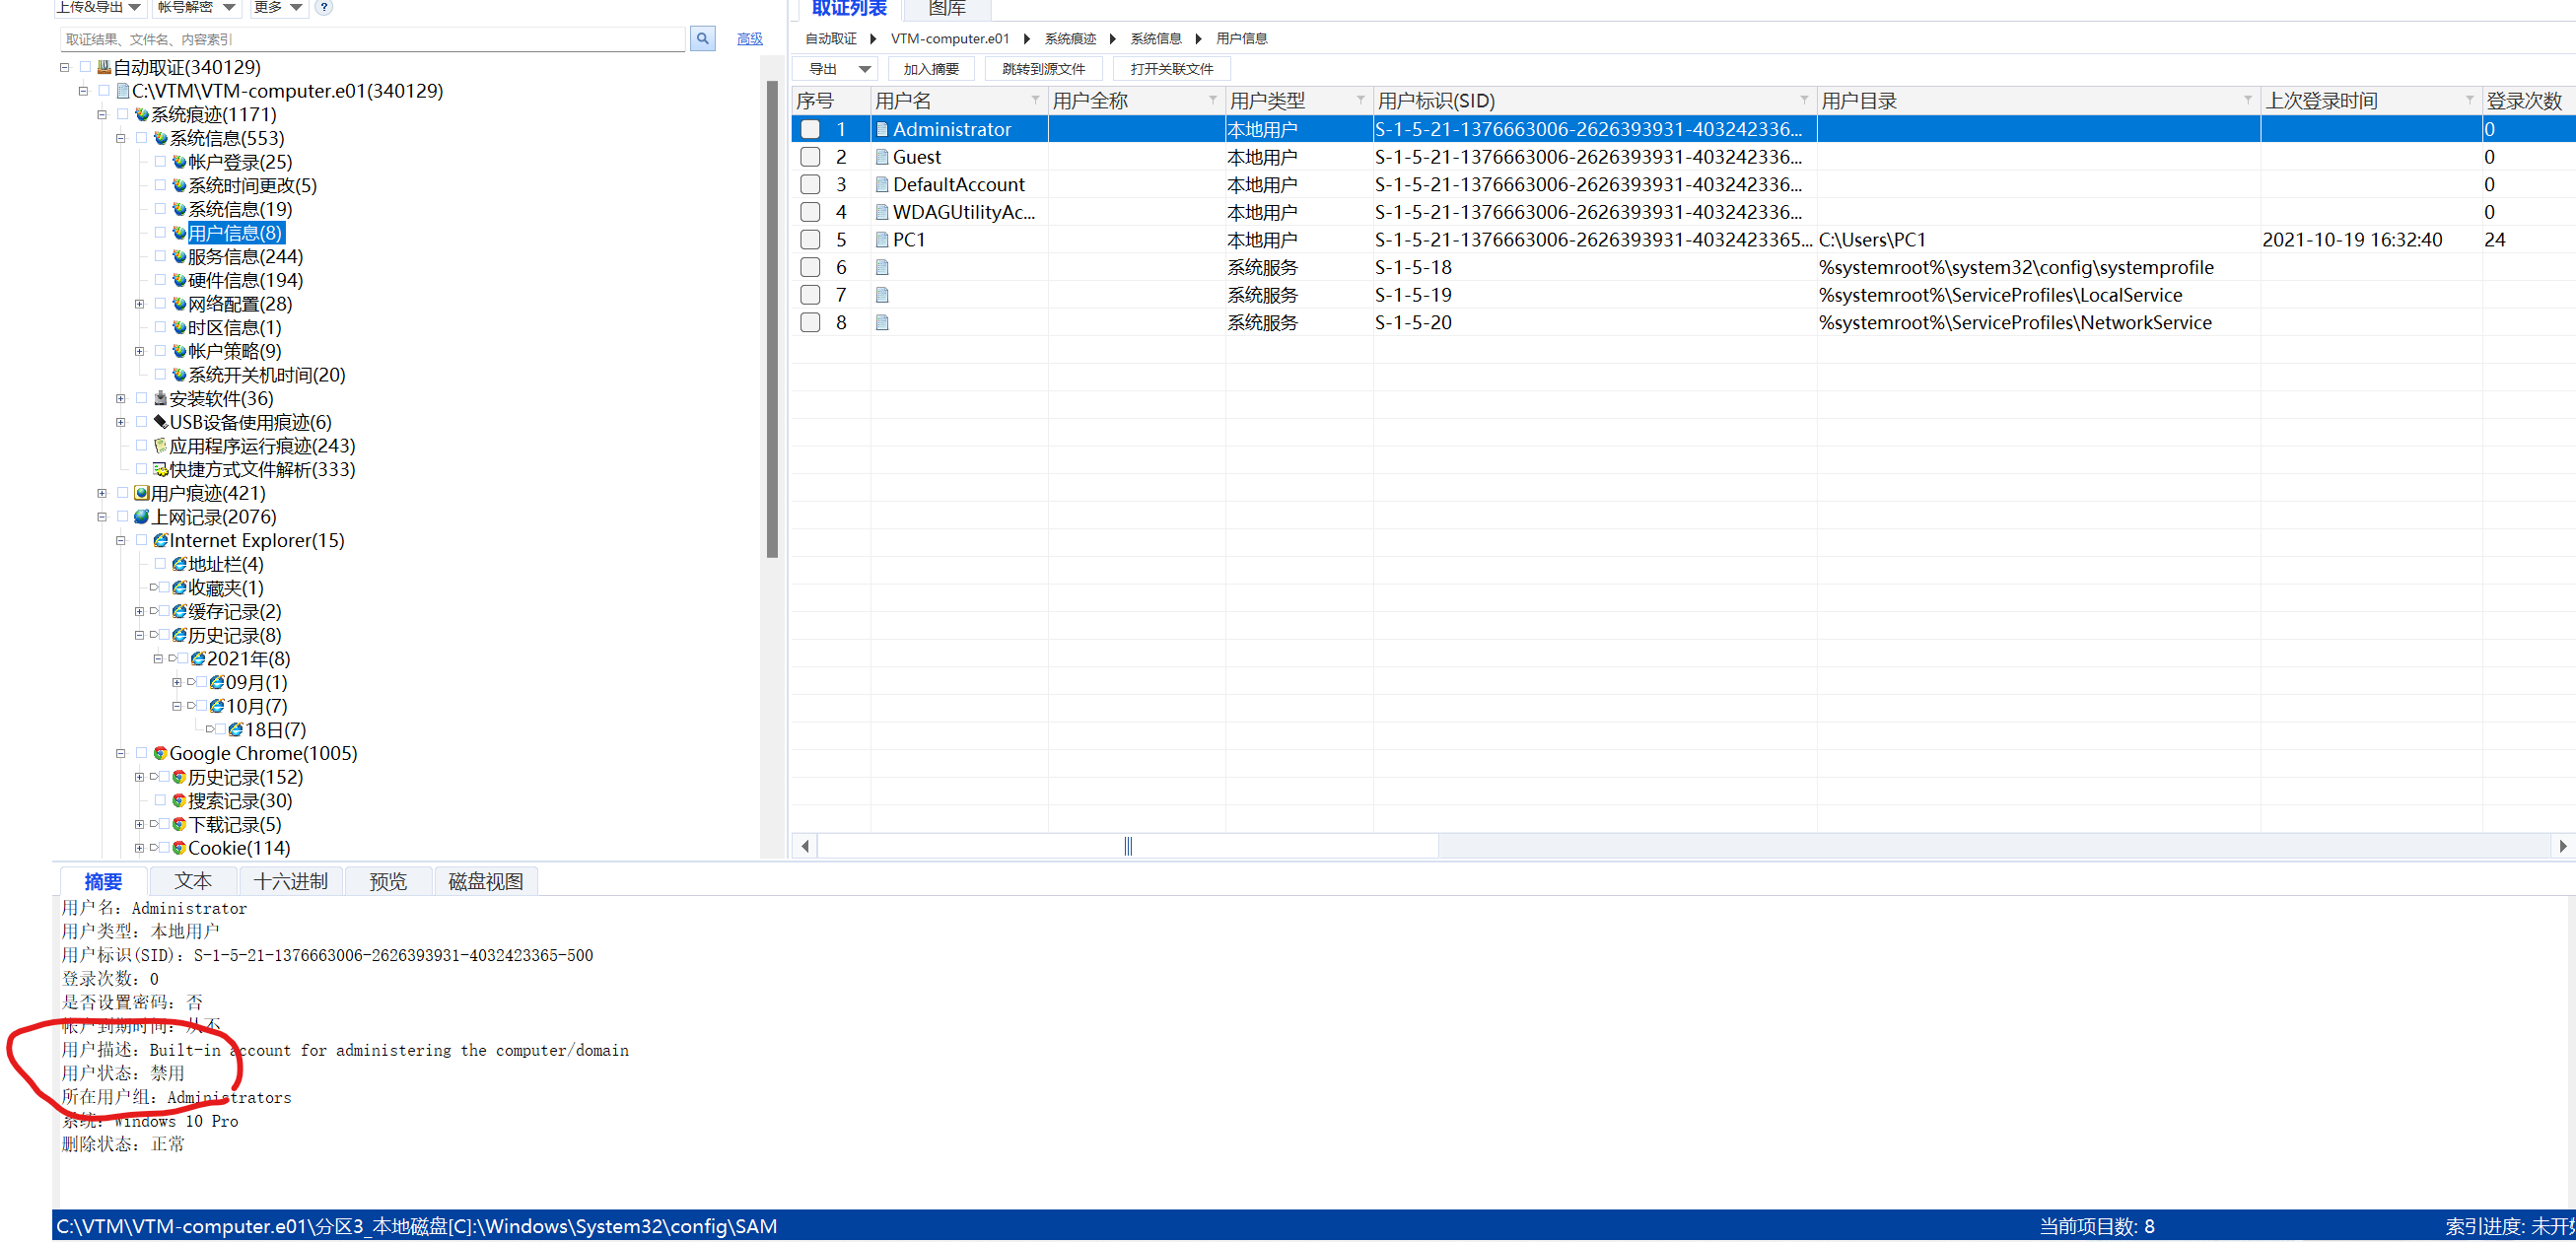 上传&导出 帐号解密 更多 ?
取证结果、文件名、内容索引 高级
自动取证(340129)
C:\VTM\VTM-computer.e01(340129)
系统痕迹(1171)
系统信息(553)
帐户登录(25)
系统时间更改(5)
系统信息(19)
用户信息(8)
服务信息(244)
硬件信息(194)
网络配置(28)
时区信息(1)
帐户策略(9)
系统开关机时间(20)
安装软件(36)
USB设备使用痕迹(6)
应用程序运行痕迹(243)
快捷方式文件解析(333)
用户痕迹(421)
上网记录(2076)
Internet Explorer(15)
地址栏(4)
收藏夹(1)
缓存记录(2)
历史记录(8)
2021年(8)
09月(1)
10月(7)
18日(7)
Google Chrome(1005)
历史记录(152)
搜索记录(30)
下载记录(5)
Cookie(114)
取证列表 图库
自动取证 VTM-computer.e01 系统痕迹 系统信息 用户信息
导出 加入摘要 跳转到源文件 打开关联文件
序号 用户名 用户全称 用户类型 用户标识(SID) 用户目录 上次登录时间 登录次数
1 Administrator 本地用户 S-1-5-21-1376663006-2626393931-403242336... 0
2 Guest 本地用户 S-1-5-21-1376663006-2626393931-403242336... 0
3 DefaultAccount 本地用户 S-1-5-21-1376663006-2626393931-403242336... 0
4 WDAGUtilityAc... 本地用户 S-1-5-21-1376663006-2626393931-403242336... 0
5 PC1 本地用户 S-1-5-21-1376663006-2626393931-4032423365... C:\Users\PC1 2021-10-19 16:32:40 24
6 系统服务 S-1-5-18 %systemroot%\system32\config\systemprofile
7 系统服务 S-1-5-19 %systemroot%\ServiceProfiles\LocalService
8 系统服务 S-1-5-20 %systemroot%\ServiceProfiles\NetworkService
摘要 文本 十六进制 预览 磁盘视图
用户名: Administrator
用户类型: 本地用户
用户标识(SID): S-1-5-21-1376663006-2626393931-4032423365-500
登录次数: 0
是否设置密码: 否
帐户到期时间: 从不
用户描述: Built-in account for administering the computer/domain
用户状态: 禁用
所在用户组: Administrators
系统: Windows 10 Pro
删除状态: 正常
C:\VTM\VTM-computer.e01\分区3_本地磁盘[C]:\Windows\System32\config\SAM 当前项目数: 8 索引进度: 未开